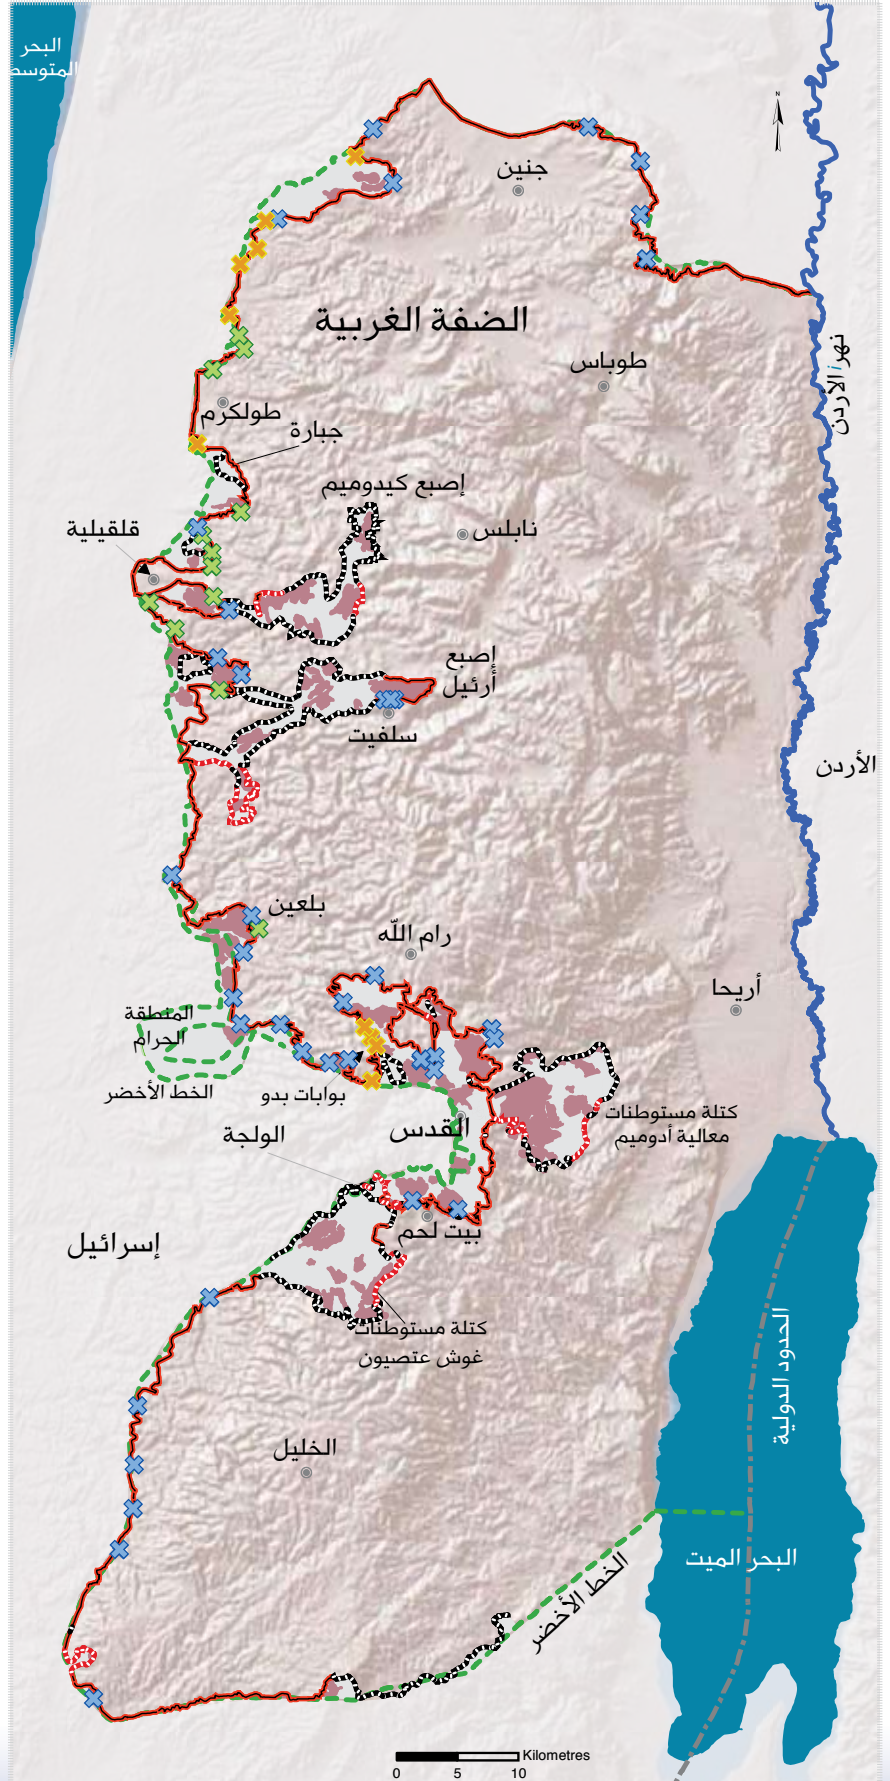 البحر
المتوسط
N
جنين
الضفة الغربية
نهر الأردن
طوباس
طولكرم
جبارة
إصبع كيدوميم
نابلس
قلقيلية
إصبع
أرئيل
سلفيت
الأردن
بلعين
رام الله
أريحا
المنطقة
الحرام
الخط الأخضر
بوابات بدو
كتلة مستوطنات
معالية أدوميم
القدس
الولجة
بيت لحم
إسرائيل
كتلة مستوطنات
غوش عتصيون
الحدود الدولية
الخليل
البحر الميت
الخط الأخضر
Kilometres
0 5 10